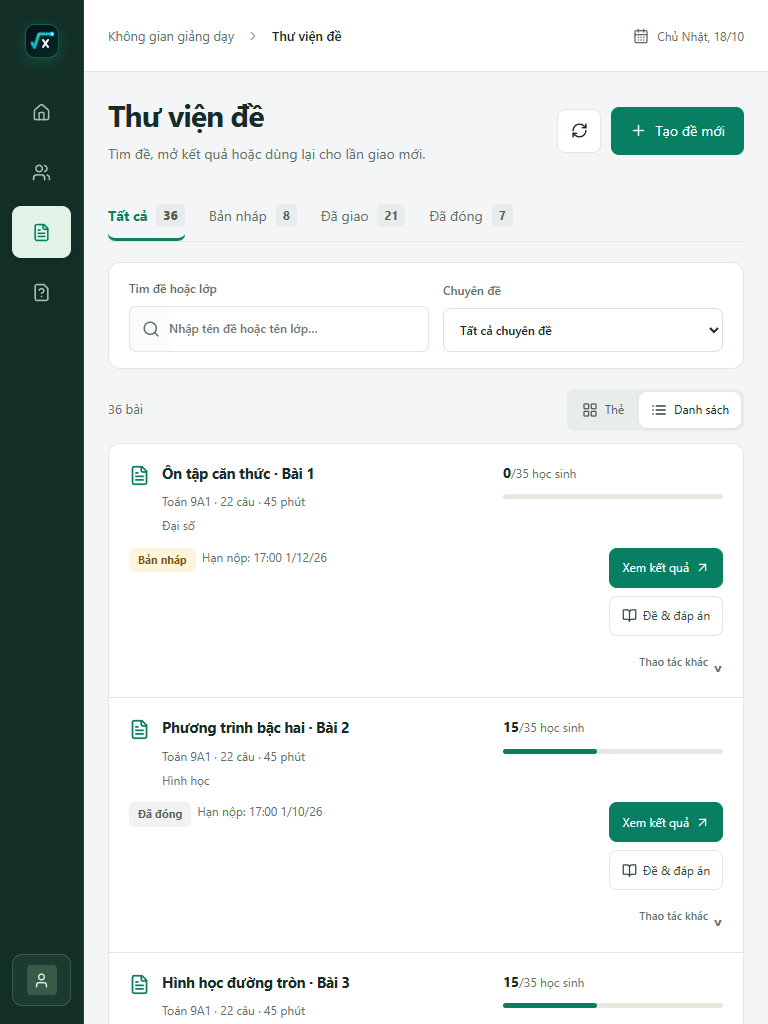 √x
Không gian giảng dạy > Thư viện đề
Chủ Nhật, 18/10
Thư viện đề
Tìm đề, mở kết quả hoặc dùng lại cho lần giao mới.
+ Tạo đề mới
Tất cả 36 Bản nháp 8 Đã giao 21 Đã đóng 7
Tìm đề hoặc lớp
Nhập tên đề hoặc tên lớp...
Chuyên đề
Tất cả chuyên đề
36 bài
Thẻ Danh sách
Ôn tập căn thức · Bài 1
Toán 9A1 · 22 câu · 45 phút
Đại số
0/35 học sinh
Bản nháp Hạn nộp: 17:00 1/12/26
Xem kết quả
Đề & đáp án
Thao tác khác
Phương trình bậc hai · Bài 2
Toán 9A1 · 22 câu · 45 phút
Hình học
15/35 học sinh
Đã đóng Hạn nộp: 17:00 1/10/26
Xem kết quả
Đề & đáp án
Thao tác khác
Hình học đường tròn · Bài 3
Toán 9A1 · 22 câu · 45 phút
15/35 học sinh